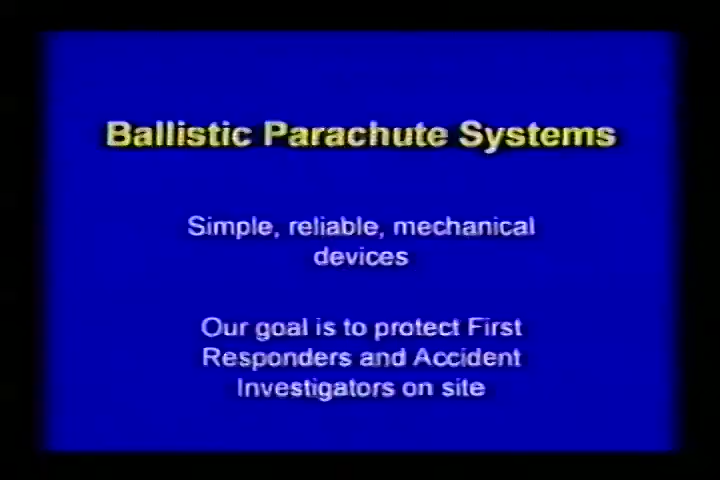 Ballistic Parachute Systems
Simple, reliable, mechanical
devices
Our goal is to protect First
Responders and Accident
Investigators on site